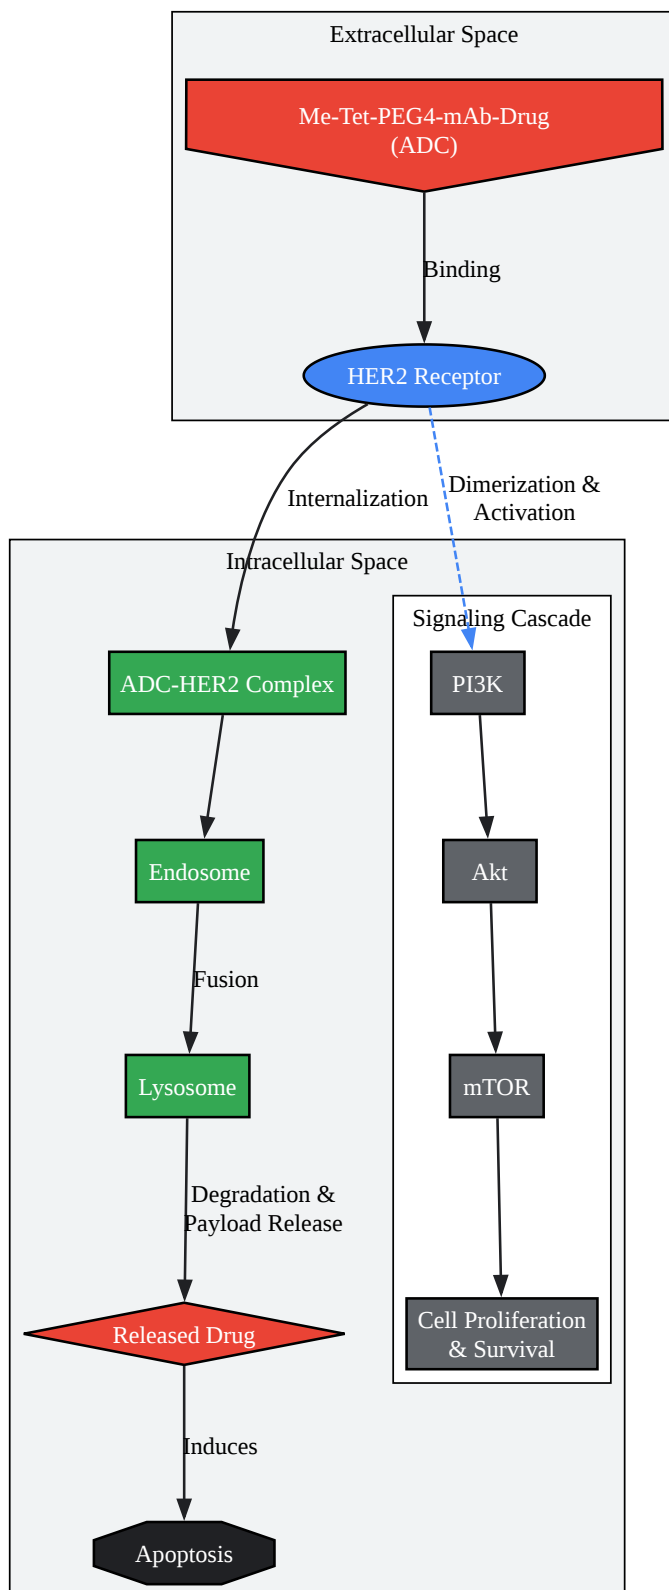 Extracellular Space
Me-Tet-PEG4-mAb-Drug
(ADC)
Binding
HER2 Receptor
Internalization
Dimerization &
Activation
Intracellular Space
Signaling Cascade
ADC-HER2 Complex
PI3K
Endosome
Akt
Fusion
Lysosome
mTOR
Degradation &
Payload Release
Released Drug
Cell Proliferation
& Survival
Induces
Apoptosis